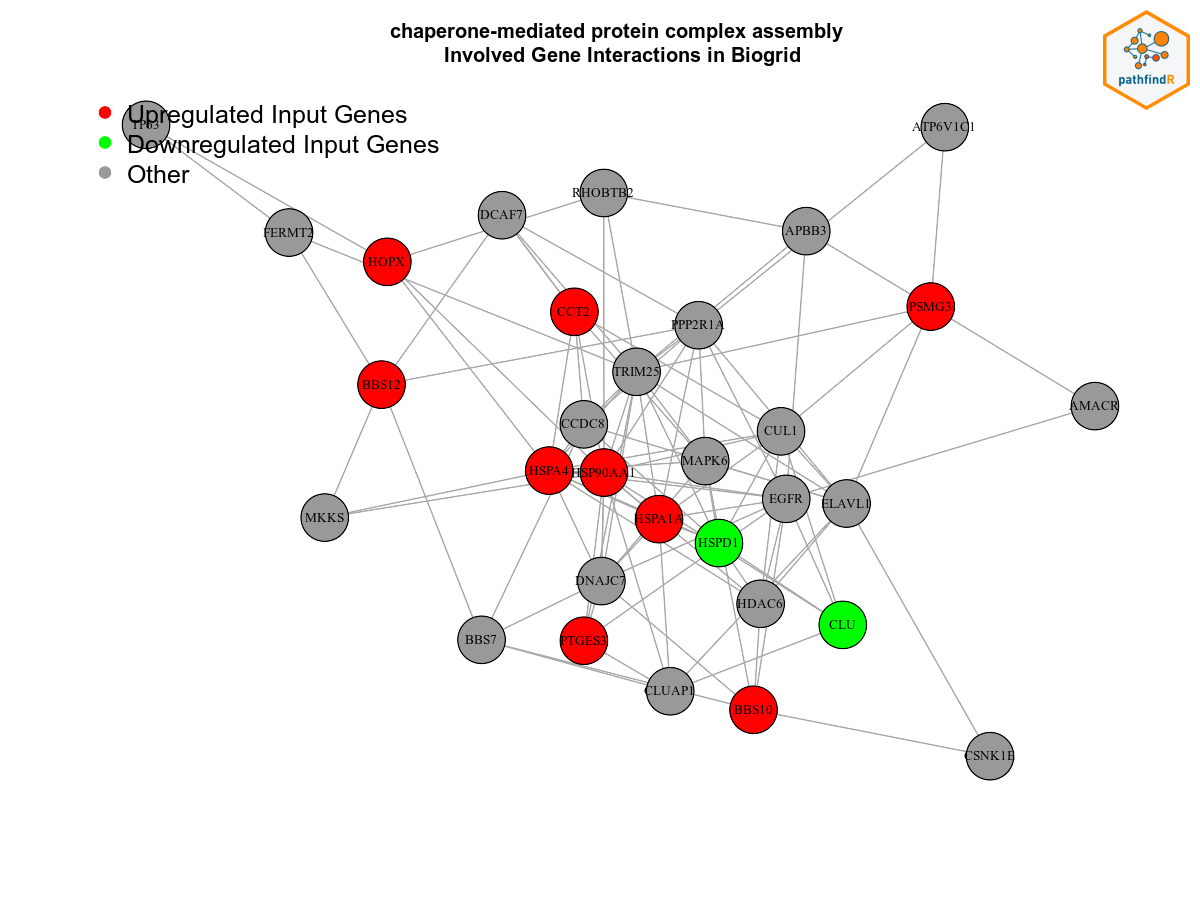 chaperone-mediated protein complex assembly
Involved Gene Interactions in Biogrid
pathfindR
Upregulated Input Genes
Downregulated Input Genes
Other
TP63
ATP6V1C1
RHOBTB2
DCAF7
FERMT2
APBB3
HOPX
PSMG3
CCT2
PPP2R1A
TRIM25
BBS12
AMACR
CCDC8
CUL1
MAPK6
HSPA4
HSP90AA1
EGFR
ELAVL1
MKKS
HSPA1A
HSPD1
DNAJC7
HDAC6
CLU
BBS7
PTGES3
CLUAP1
BBS10
CSNK1E